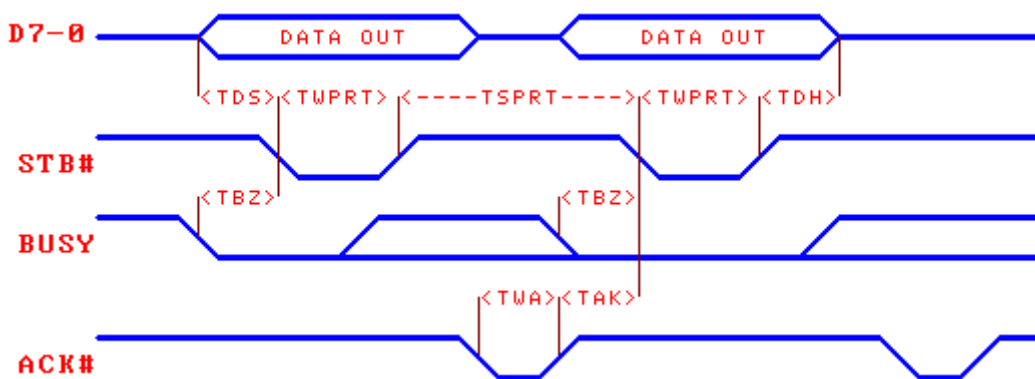 D7-0 DATA OUT DATA OUT
<TDS><TWPRT><----TSPRT----><TWPRT><TDH>
STB#
<TBZ> <TBZ>
BUSY
<TWA><TAK>
ACK#